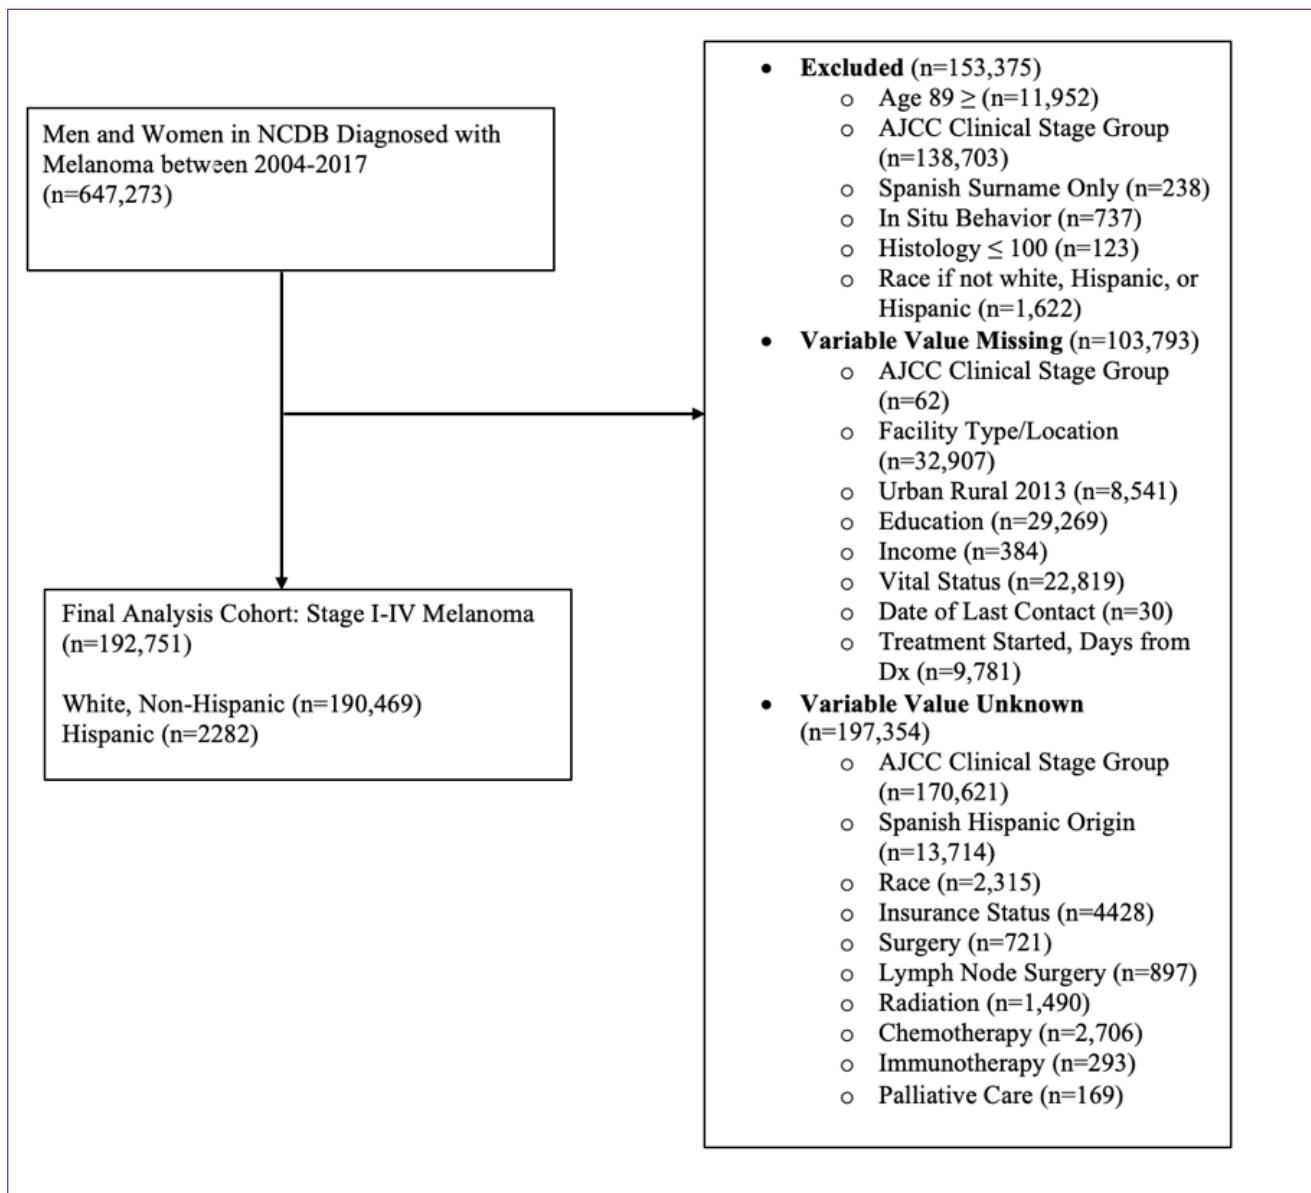 Men and Women in NCDB Diagnosed with
Melanoma between 2004-2017
(n=647,273)
Final Analysis Cohort: Stage I-IV Melanoma
(n=192,751)
White, Non-Hispanic (n=190,469)
Hispanic (n=2282)
• Excluded (n=153,375)
o Age 89 ≥ (n=11,952)
o AJCC Clinical Stage Group
(n=138,703)
o Spanish Surname Only (n=238)
o In Situ Behavior (n=737)
o Histology ≤ 100 (n=123)
o Race if not white, Hispanic, or
Hispanic (n=1,622)
• Variable Value Missing (n=103,793)
o AJCC Clinical Stage Group
(n=62)
o Facility Type/Location
(n=32,907)
o Urban Rural 2013 (n=8,541)
o Education (n=29,269)
o Income (n=384)
o Vital Status (n=22,819)
o Date of Last Contact (n=30)
o Treatment Started, Days from
Dx (n=9,781)
• Variable Value Unknown
(n=197,354)
o AJCC Clinical Stage Group
(n=170,621)
o Spanish Hispanic Origin
(n=13,714)
o Race (n=2,315)
o Insurance Status (n=4428)
o Surgery (n=721)
o Lymph Node Surgery (n=897)
o Radiation (n=1,490)
o Chemotherapy (n=2,706)
o Immunotherapy (n=293)
o Palliative Care (n=169)